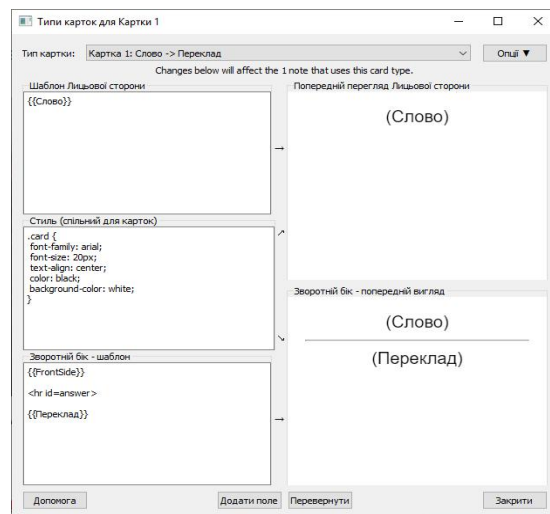 Типи карток для Картки 1
Тип картки: Картка 1: Слово -> Переклад Опції ▼
Changes below will affect the 1 note that uses this card type.
Шаблон Лицьової сторони
{{Слово}}
Попередній перегляд Лицьової сторони
(Слово)
Стиль (спільний для карток)
.card {
font-family: arial;
font-size: 20px;
text-align: center;
color: black;
background-color: white;
}
Зворотній бік - попередній вигляд
(Слово)
(Переклад)
Зворотній бік - шаблон
{{FrontSide}}
<hr id=answer>
{{Переклад}}
Допомога Додати поле Перевернути Закрити